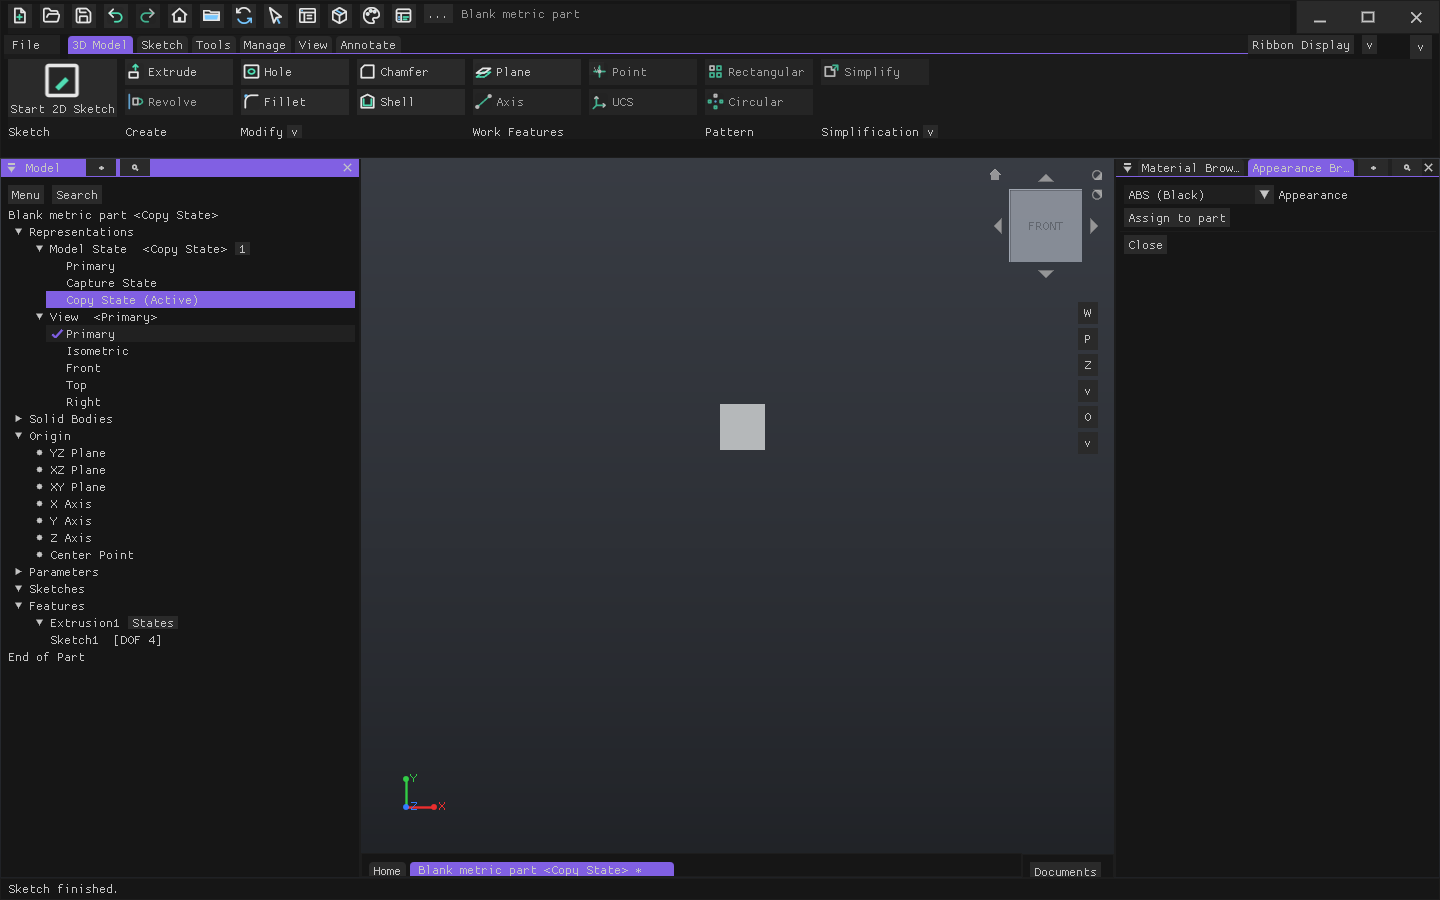 ... Blank metric part
File 3D Model Sketch Tools Manage View Annotate Ribbon Display v v
Start 2D Sketch
Extrude Hole Chamfer Plane Point Rectangular Simplify
Revolve Fillet Shell Axis UCS Circular
Sketch Create Modify v Work Features Pattern Simplification v
Model
Menu Search
Blank metric part <Copy State>
Representations
Model State <Copy State> 1
Primary
Capture State
Copy State (Active)
View <Primary>
Primary
Isometric
Front
Top
Right
Solid Bodies
Origin
YZ Plane
XZ Plane
XY Plane
X Axis
Y Axis
Z Axis
Center Point
Parameters
Sketches
Features
Extrusion1 States
Sketch1 [DOF 4]
End of Part
FRONT
W
P
Z
v
O
v
Y
Z X
Home Blank metric part <Copy State> * Documents
Material Brow… Appearance Br…
ABS (Black) Appearance
Assign to part
Close
Sketch finished.